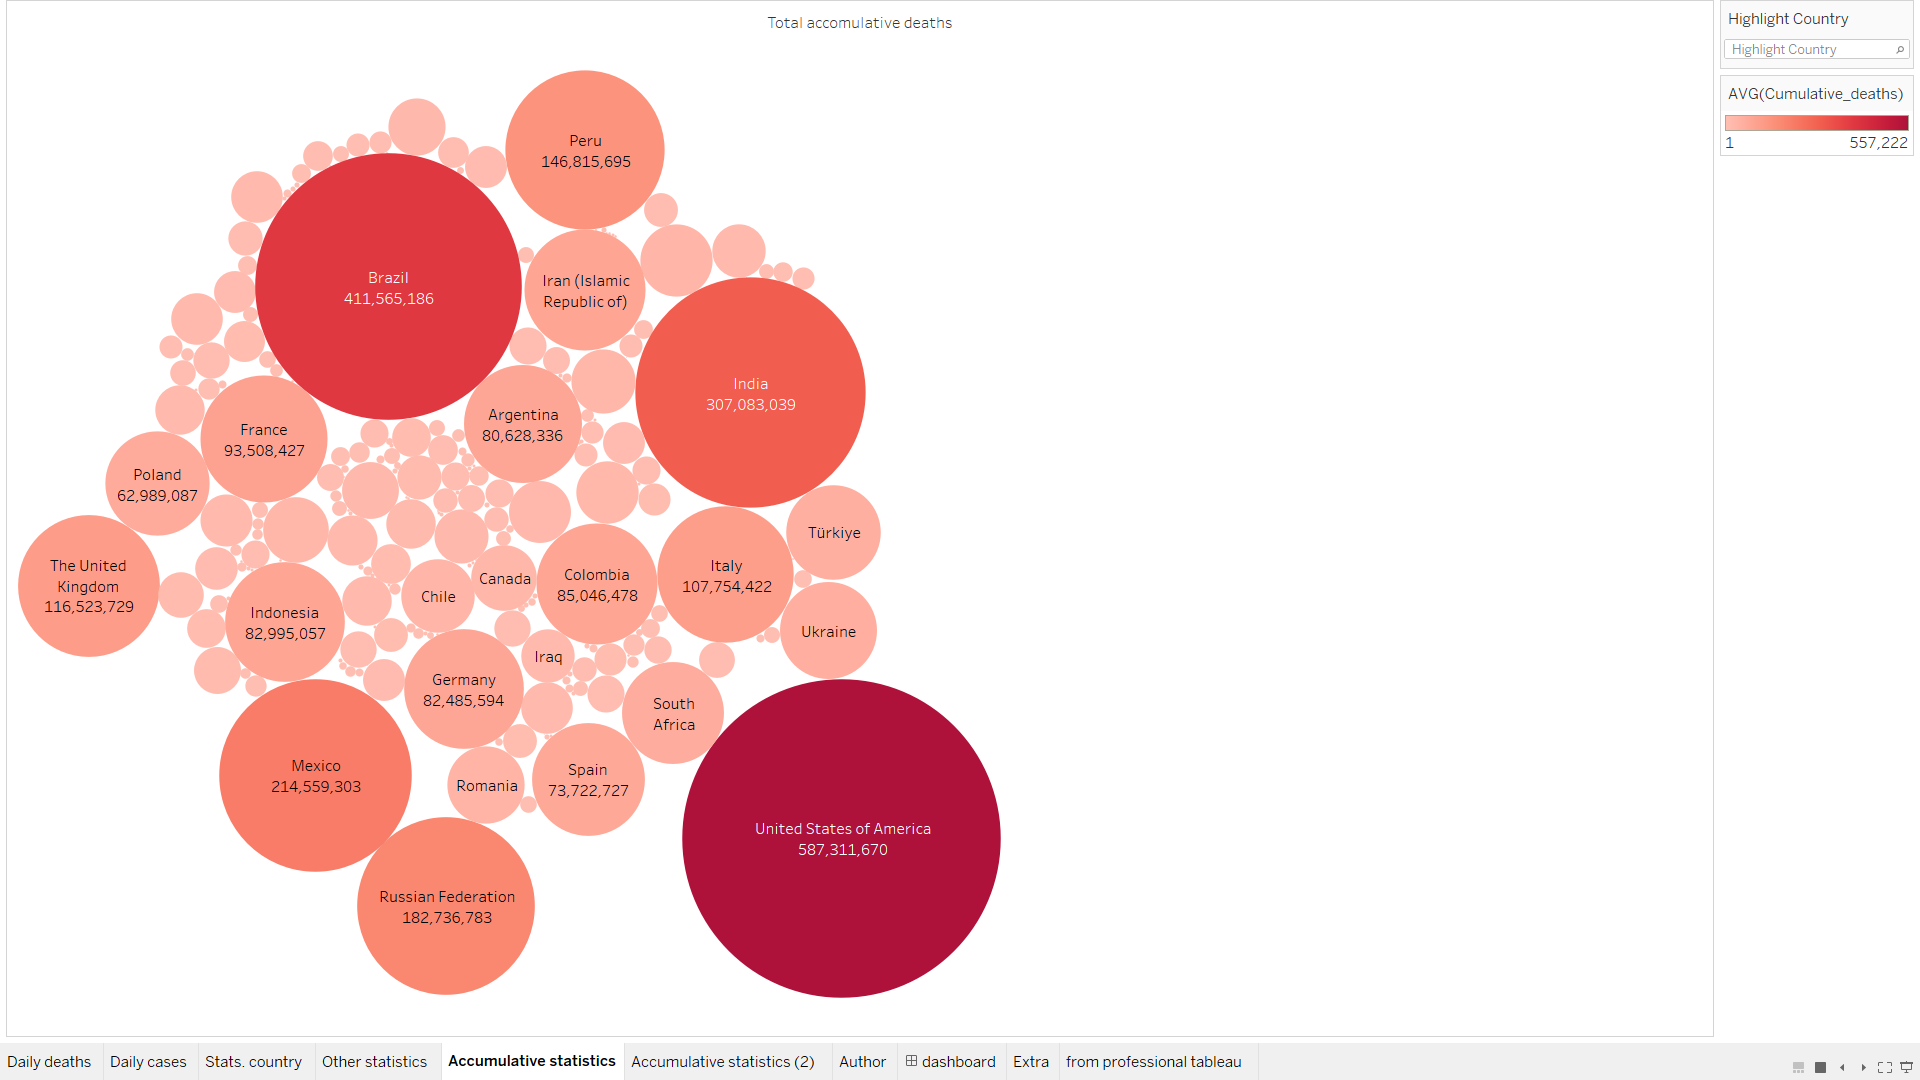 Total accomulative deaths
Peru
146,815,695
Brazil
411,565,186
Iran (Islamic
Republic of)
India
307,083,039
Argentina
80,628,336
France
93,508,427
Poland
62,989,087
Türkiye
The United
Kingdom
116,523,729
Italy
107,754,422
Colombia
85,046,478
Canada
Chile
Indonesia
82,995,057
Ukraine
Iraq
Germany
82,485,594
South
Africa
Mexico
214,559,303
Spain
73,722,727
Romania
United States of America
587,311,670
Russian Federation
182,736,783
Highlight Country
Highlight Country
AVG(Cumulative_deaths)
1 557,222
Daily deaths Daily cases Stats. country Other statistics Accumulative statistics Accumulative statistics (2) Author dashboard Extra from professional tableau